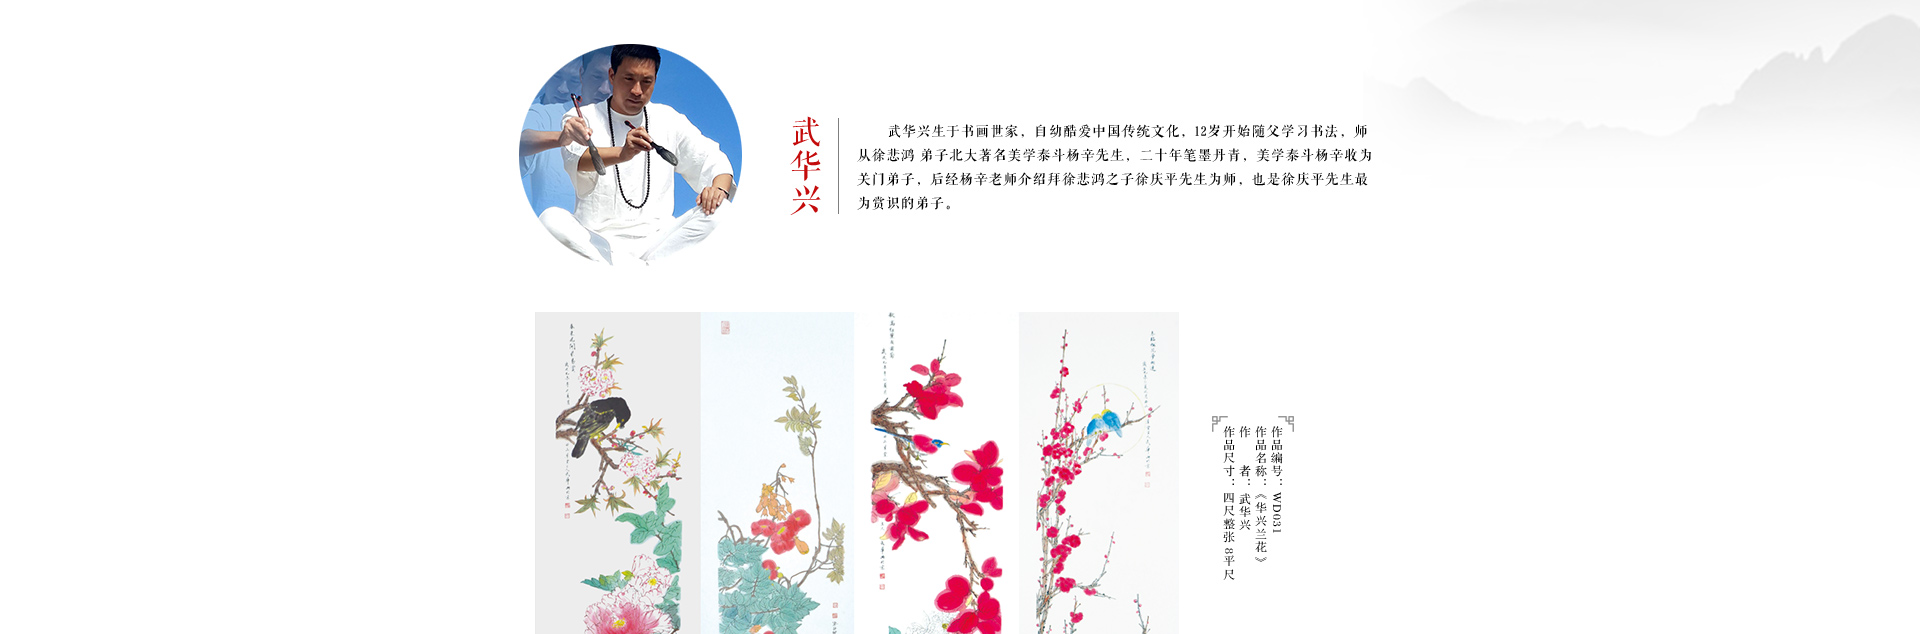 武华兴
武华兴生于书画世家，自幼酷爱中国传统文化，12岁开始随父学习书法，师
从徐悲鸿 弟子北大著名美学泰斗杨辛先生，二十年笔墨丹青，美学泰斗杨辛收为
关门弟子，后经杨辛老师介绍拜徐悲鸿之子徐庆平先生为师，也是徐庆平先生最
为赏识的弟子。
作品编号：WD031
作品名称：《华兴兰花》
作 者：武华兴
作品尺寸：四尺整张 8平尺